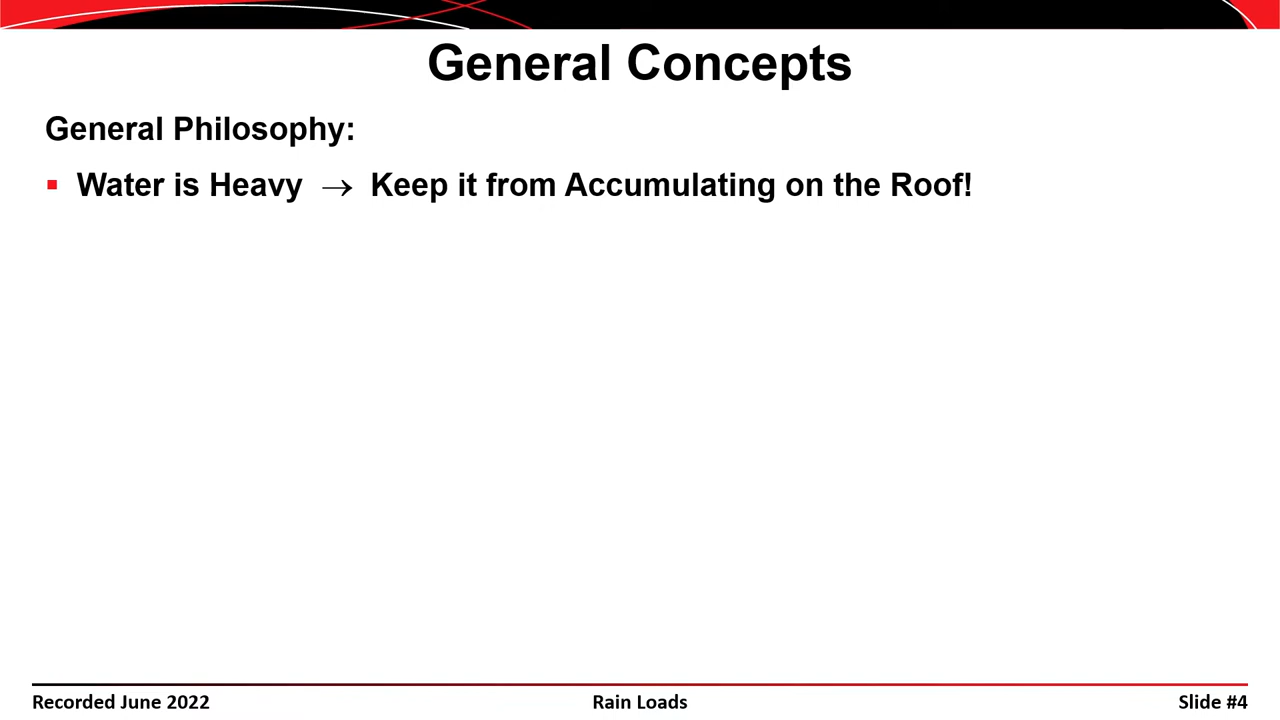 General Concepts
General Philosophy:
▪ Water is Heavy → Keep it from Accumulating on the Roof!
Recorded June 2022
Rain Loads
Slide #4